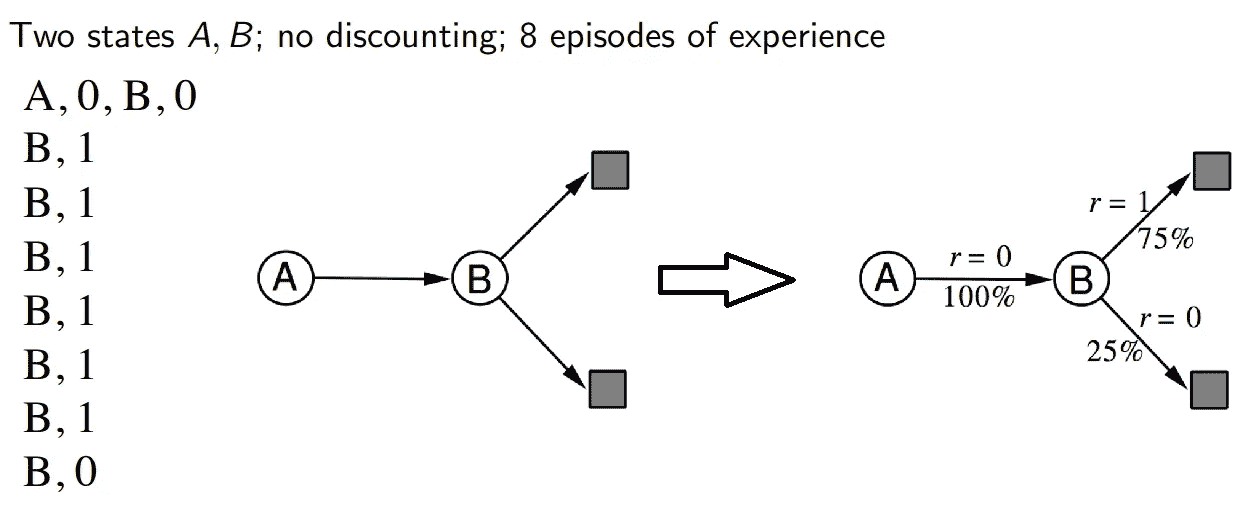 Two states A, B; no discounting; 8 episodes of experience
A, 0, B, 0
B, 1
B, 1
B, 1
B, 1
B, 1
B, 1
B, 0
A
B
A
r = 0
100%
B
r = 1
75%
r = 0
25%